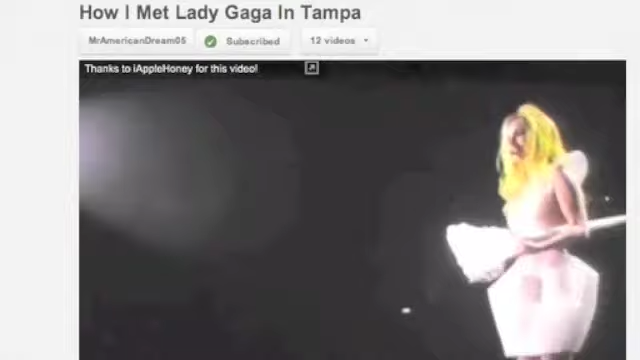 How I Met Lady Gaga In Tampa
MrAmericanDream05 Subscribed 12 videos
Thanks to iAppleHoney for this video!